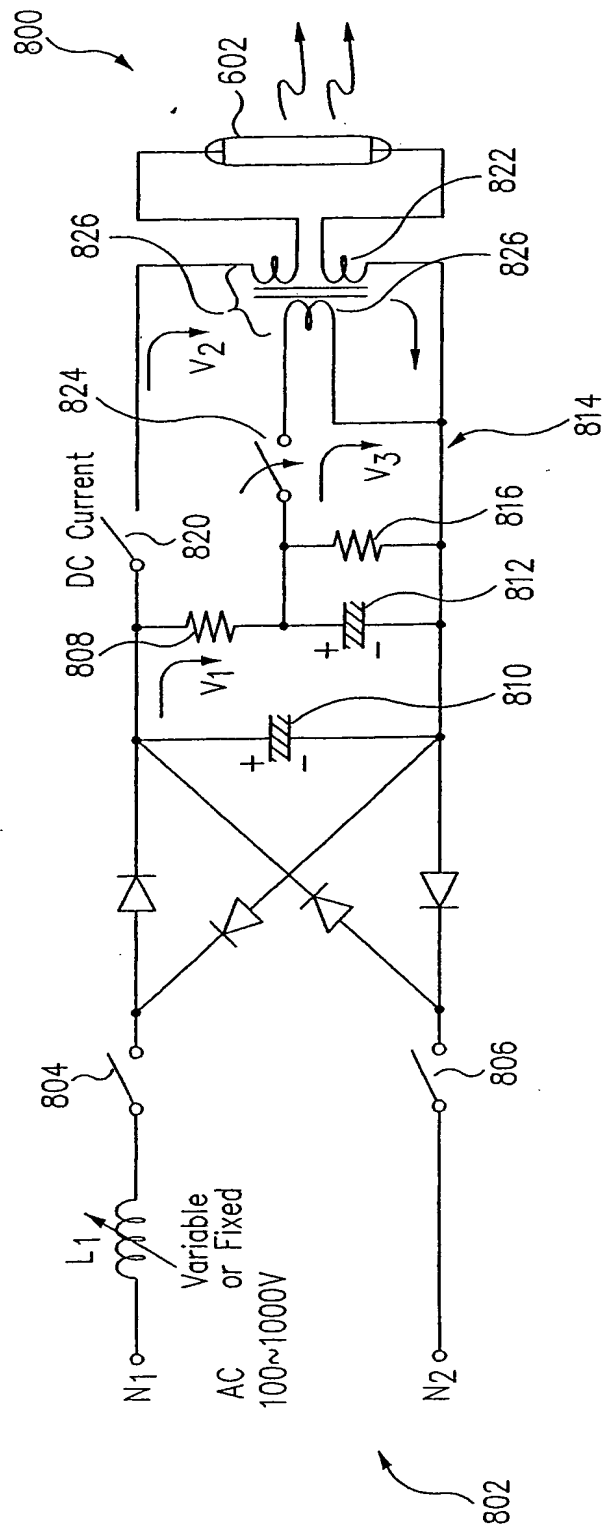 800
602
826
822
826
V2
824
V3
814
DC Current
820
816
812
808
V1
810
+
-
+
-
804
806
L1
Variable
or Fixed
N1
AC
100~1000V
N2
802